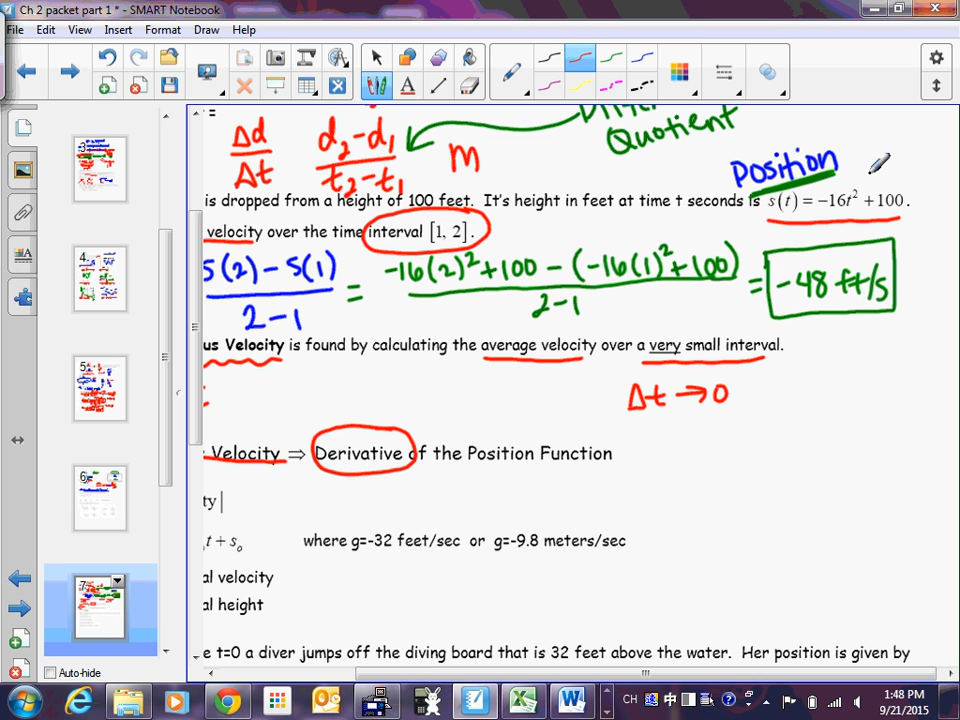 Ch 2 packet part 1 * - SMART Notebook
File Edit View Insert Format Draw Help
=
Δd
Δt
d₂-d₁
t₂-t₁
m
Quotient
Position
is dropped from a height of 100 feet. It's height in feet at time t seconds is s(t) = -16t² + 100.
velocity over the time interval [1, 2].
S(2) - S(1)
2-1
= -16(2)²+100 - (-16(1)²+100)
2-1
= -48 ft/s
us Velocity is found by calculating the average velocity over a very small interval.
Δt → 0
Velocity ⇒ Derivative of the Position Function
ty |
t + s₀ where g=-32 feet/sec or g=-9.8 meters/sec
al velocity
al height
e t=0 a diver jumps off the diving board that is 32 feet above the water. Her position is given by
3
4
5
6
7
Auto-hide
CH 中 1:48 PM
9/21/2015